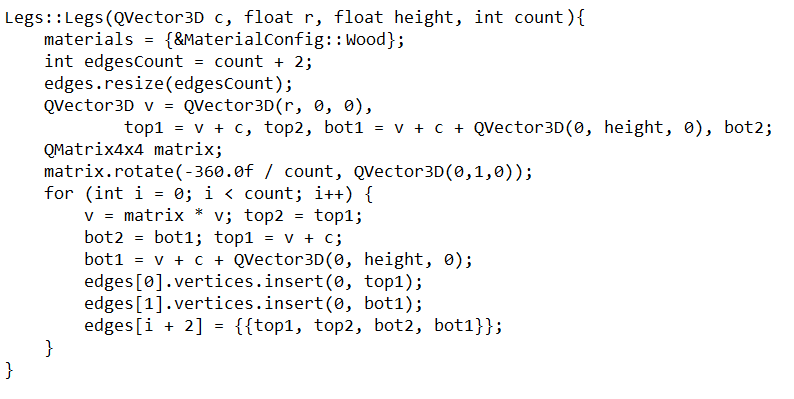 Legs::Legs(QVector3D c, float r, float height, int count){
    materials = {&MaterialConfig::Wood};
    int edgesCount = count + 2;
    edges.resize(edgesCount);
    QVector3D v = QVector3D(r, 0, 0),
            top1 = v + c, top2, bot1 = v + c + QVector3D(0, height, 0), bot2;
    QMatrix4x4 matrix;
    matrix.rotate(-360.0f / count, QVector3D(0,1,0));
    for (int i = 0; i < count; i++) {
        v = matrix * v; top2 = top1;
        bot2 = bot1; top1 = v + c;
        bot1 = v + c + QVector3D(0, height, 0);
        edges[0].vertices.insert(0, top1);
        edges[1].vertices.insert(0, bot1);
        edges[i + 2] = {{top1, top2, bot2, bot1}};
    }
}